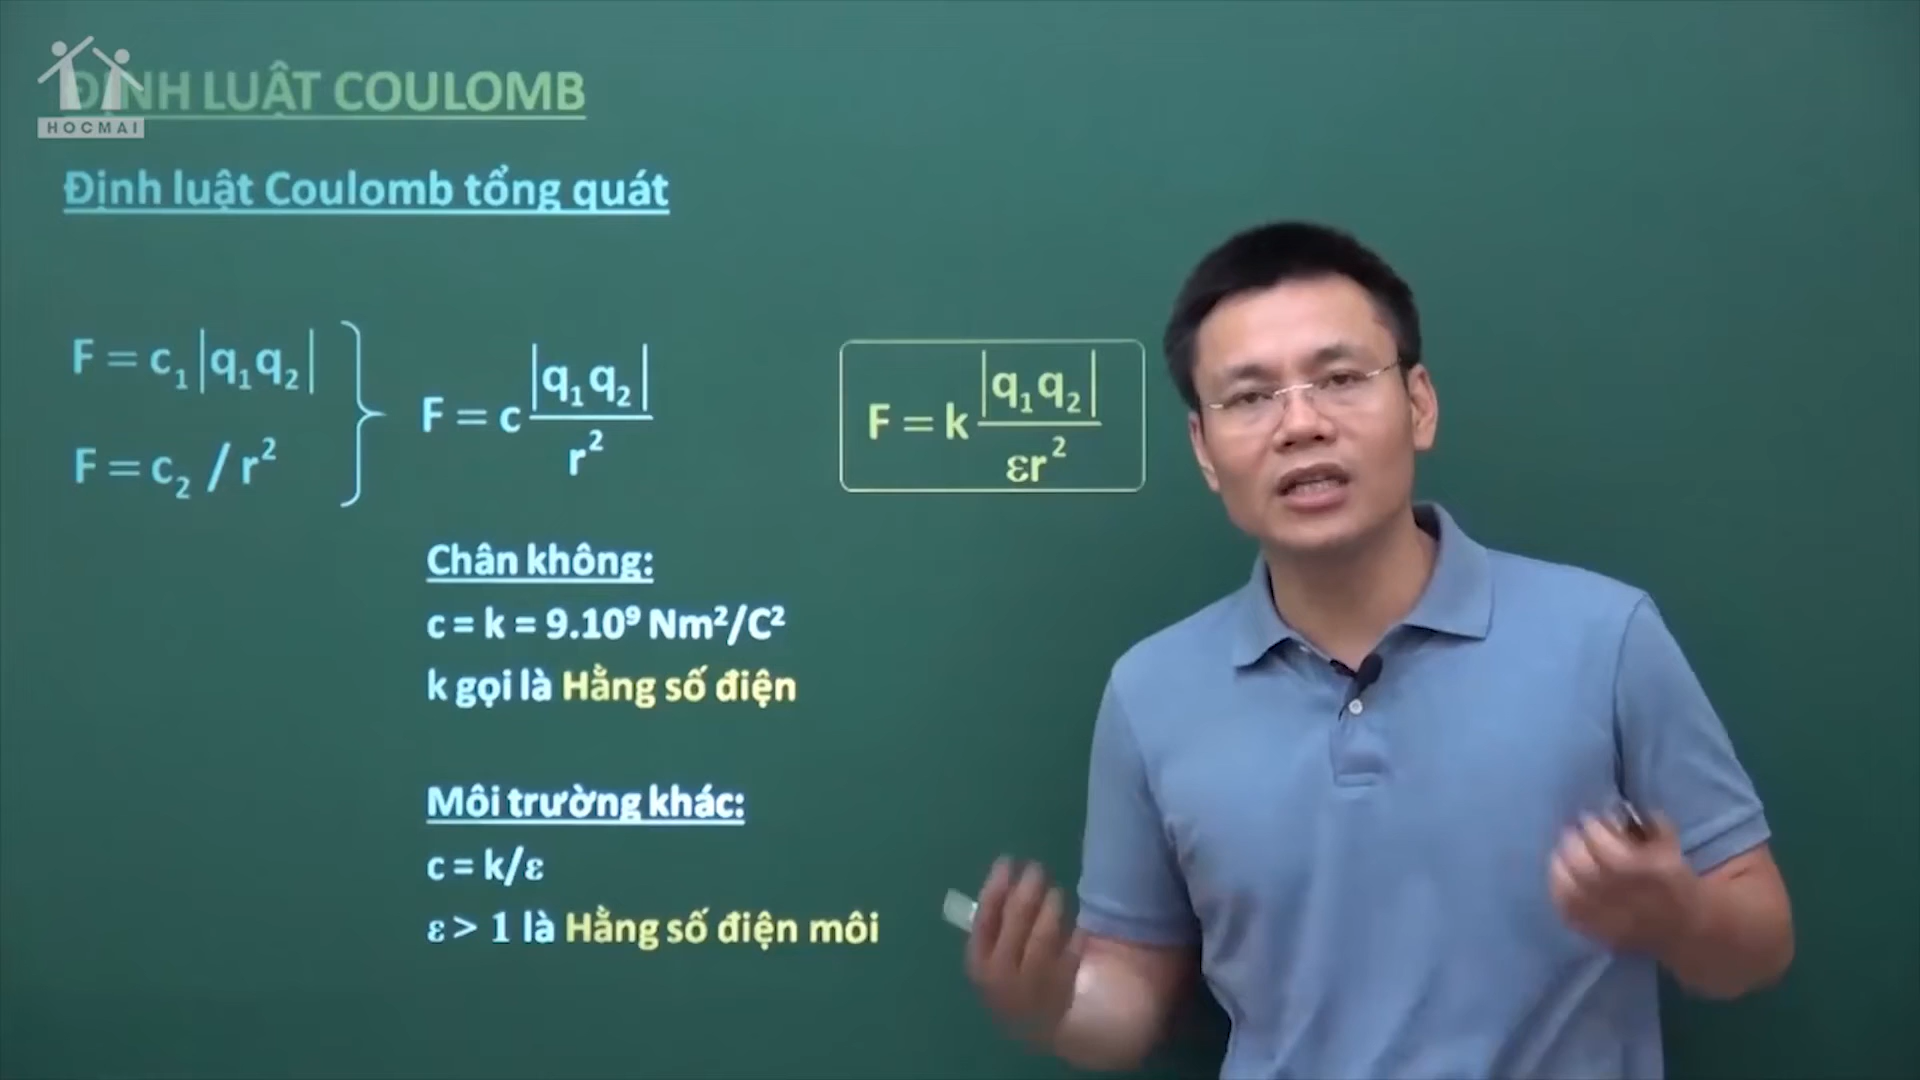 ĐỊNH LUẬT COULOMB
HOCMAI
Định luật Coulomb tổng quát
F = c₁|q₁q₂|
F = c₂ / r²
F = c |q₁q₂| / r²
F = k |q₁q₂| / εr²
Chân không:
c = k = 9.10⁹ Nm²/C²
k gọi là Hằng số điện
Môi trường khác:
c = k/ε
ε > 1 là Hằng số điện môi